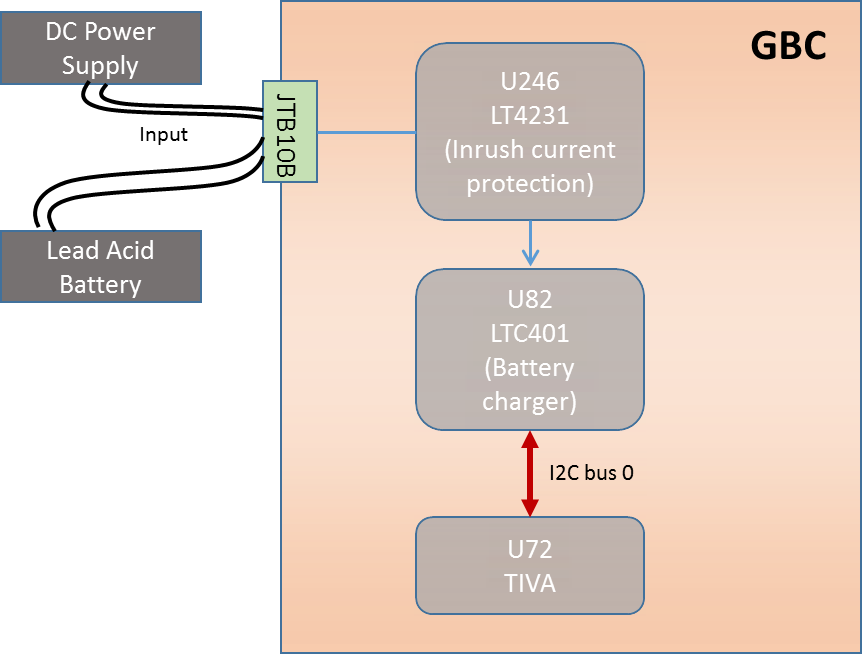 DC Power
Supply
GBC
U246
LT4231
(Inrush current
protection)
JTB10B
Input
Lead Acid
Battery
U82
LTC401
(Battery
charger)
I2C bus 0
U72
TIVA